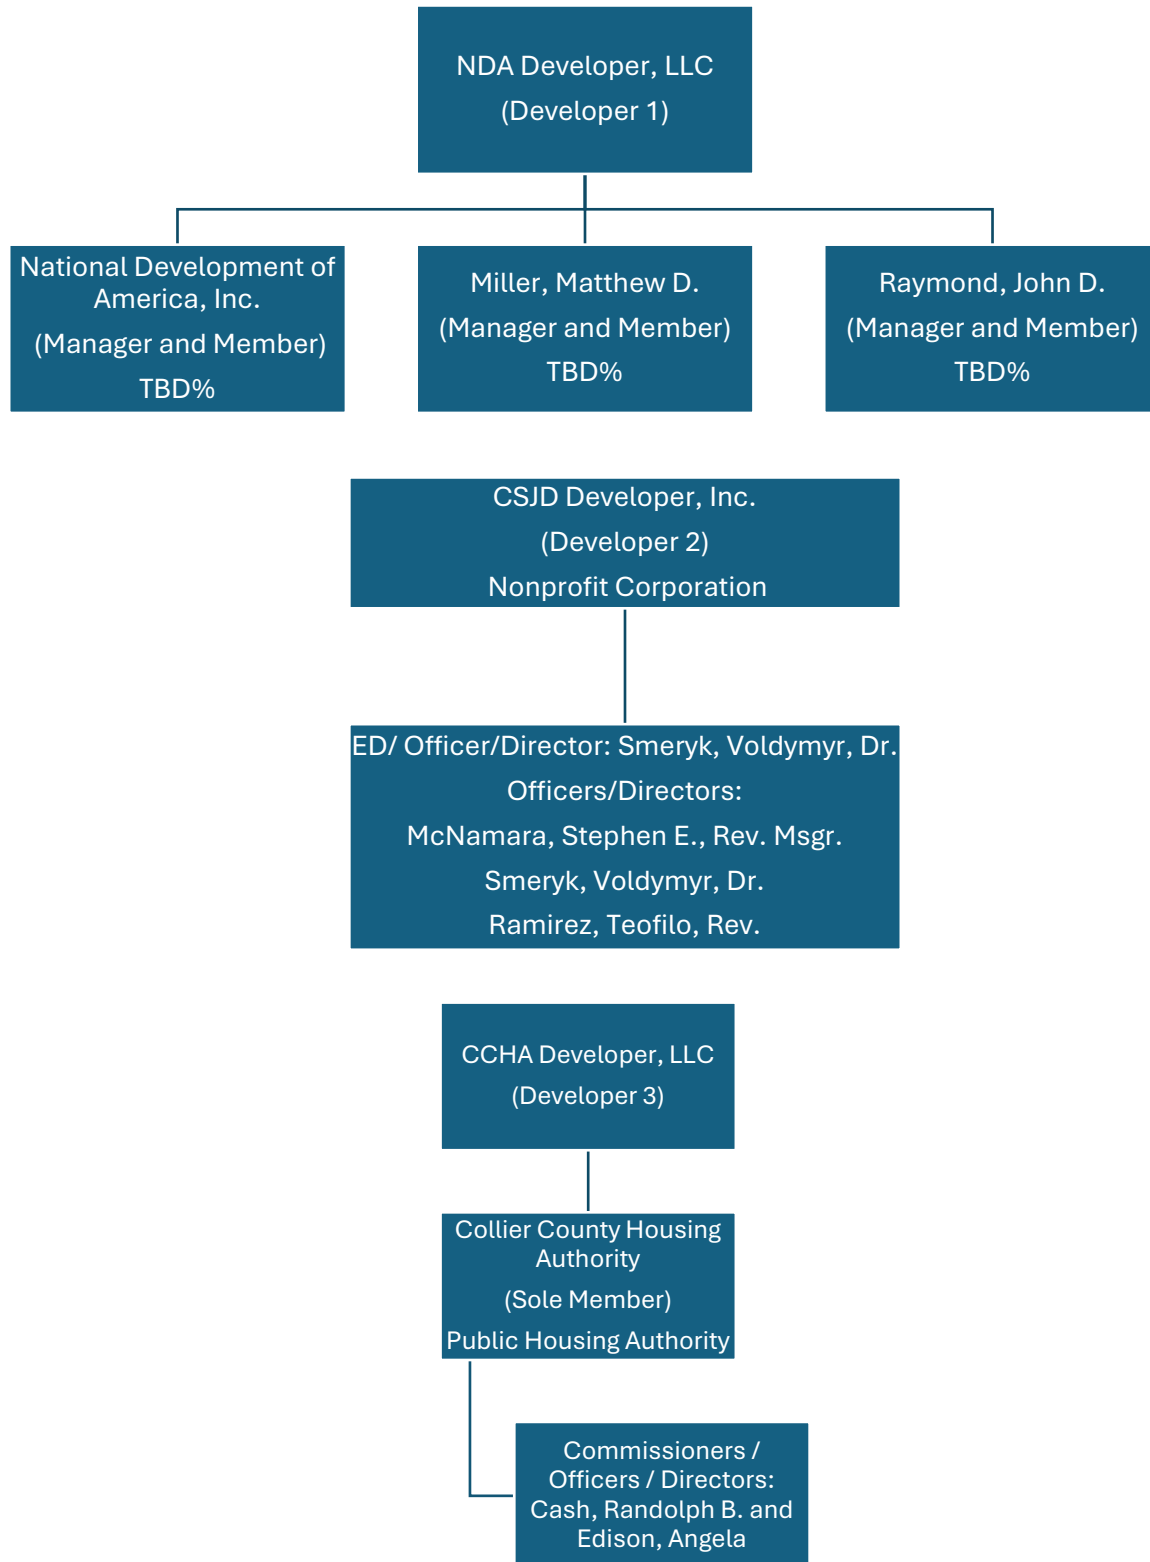 NDA Developer, LLC
(Developer 1)
National Development of
America, Inc.
(Manager and Member)
TBD%
Miller, Matthew D.
(Manager and Member)
TBD%
Raymond, John D.
(Manager and Member)
TBD%
CSJD Developer, Inc.
(Developer 2)
Nonprofit Corporation
ED/ Officer/Director: Smeryk, Voldymyr, Dr.
Officers/Directors:
McNamara, Stephen E., Rev. Msgr.
Smeryk, Voldymyr, Dr.
Ramirez, Teofilo, Rev.
CCHA Developer, LLC
(Developer 3)
Collier County Housing
Authority
(Sole Member)
Public Housing Authority
Commissioners /
Officers / Directors:
Cash, Randolph B. and
Edison, Angela